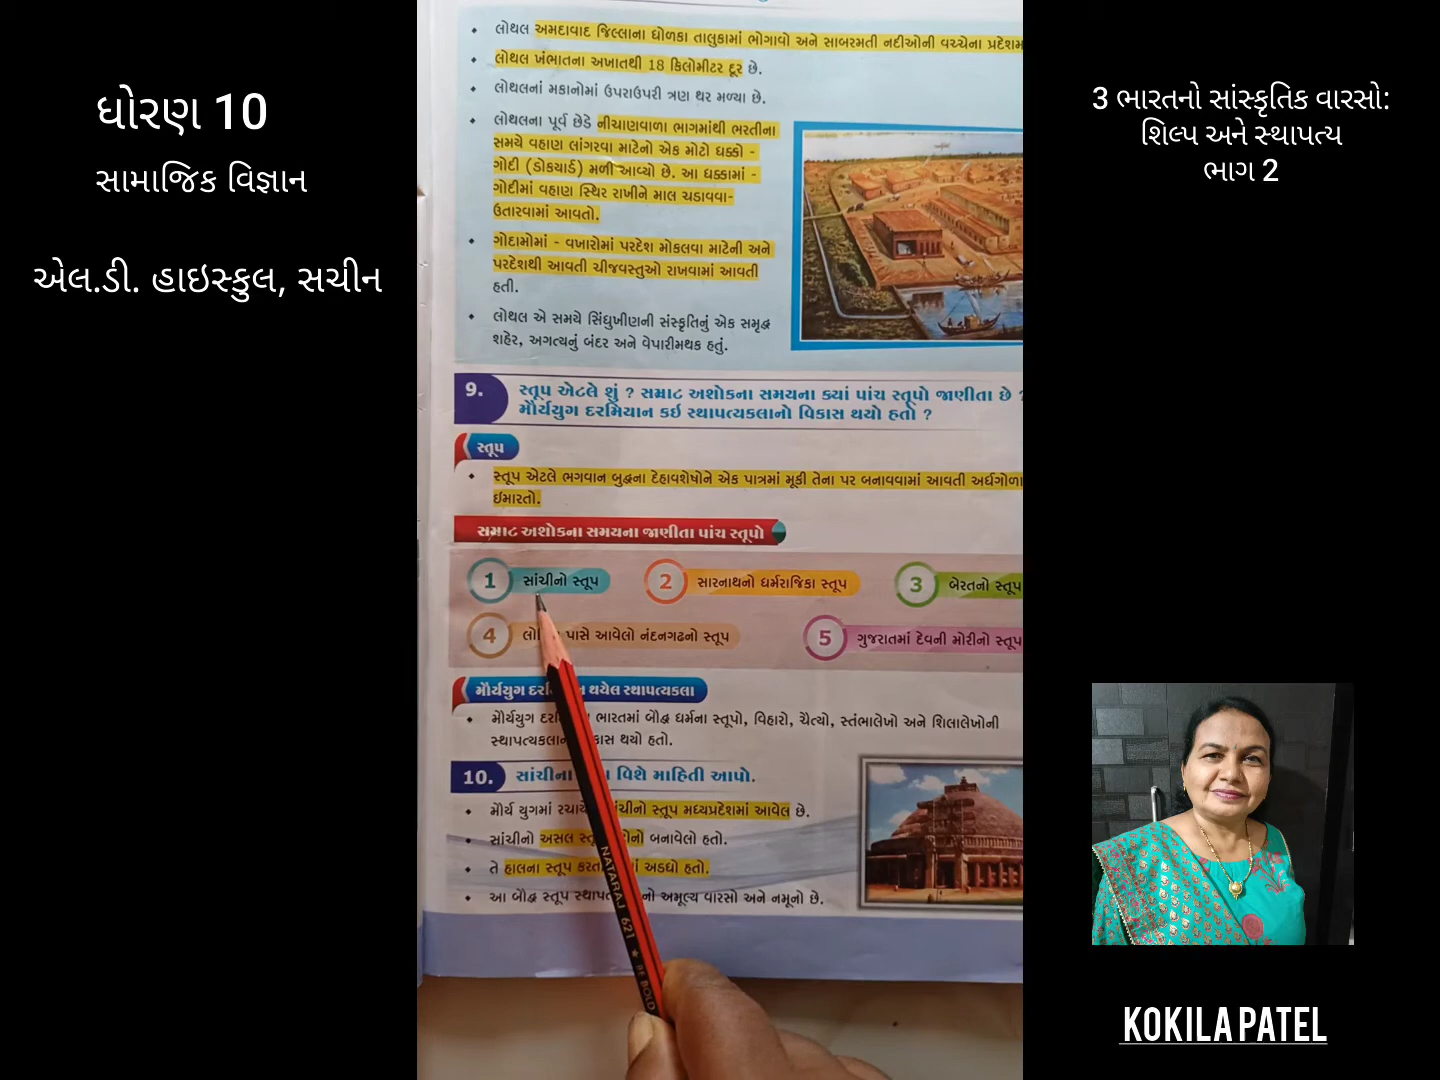 ધોરણ 10
સામાજિક વિજ્ઞાન
એલ.ડી. હાઇસ્કુલ, સચીન
• લોથલ અમદાવાદ જિલ્લાના ધોળકા તાલુકામાં ભોગાવો અને સાબરમતી નદીઓની વચ્ચેના પ્રદેશમ
• લોથલ ખંભાતના અખાતથી 18 કિલોમીટર દૂર છે.
• લોથલનાં મકાનોમાં ઉપરાઉપરી ત્રણ થર મળ્યા છે.
• લોથલના પૂર્વ છેડે નીચાણવાળા ભાગમાંથી ભરતીના
સમયે વહાણ લાંગરવા માટેનો એક મોટો ધક્કો -
ગોદી (ડોકયાર્ડ) મળી આવ્યો છે. આ ધક્કામાં -
ગોદીમાં વહાણ સ્થિર રાખીને માલ ચડાવવા-
ઉતારવામાં આવતો.
• ગોદામોમાં - વખારોમાં પરદેશ મોકલવા માટેની અને
પરદેશથી આવતી ચીજવસ્તુઓ રાખવામાં આવતી
હતી.
• લોથલ એ સમયે સિંધુખીણની સંસ્કૃતિનું એક સમૃદ્ધ
શહેર, અગત્યનું બંદર અને વેપારીમથક હતું.
9. સ્તૂપ એટલે શું ? સમ્રાટ અશોકના સમયના ક્યાં પાંચ સ્તૂપો જાણીતા છે ?
મૌર્યયુગ દરમિયાન કઇ સ્થાપત્યકલાનો વિકાસ થયો હતો ?
સ્તૂપ
• સ્તૂપ એટલે ભગવાન બુદ્ધના દેહાવશેષોને એક પાત્રમાં મૂકી તેના પર બનાવવામાં આવતી અર્ધગોળા
ઈમારતો.
સમ્રાટ અશોકના સમયના જાણીતા પાંચ સ્તૂપો
1 સાંચીનો સ્તૂપ 2 સારનાથનો ધર્મરાજિકા સ્તૂપ 3 બેરતનો સ્તૂપ
4 લો પાસે આવેલો નંદનગઢનો સ્તૂપ 5 ગુજરાતમાં દેવની મોરીનો સ્તૂપ
મૌર્યયુગ દર ન થયેલ સ્થાપત્યકલા
• મૌર્યયુગ દર ભારતમાં બૌદ્ધ ધર્મના સ્તૂપો, વિહારો, ચૈત્યો, સ્તંભાલેખો અને શિલાલેખોની
સ્થાપત્યકલાન કાસ થયો હતો.
10. સાંચીના વિશે માહિતી આપો.
• મૌર્ય યુગમાં રચાયે ંચીનો સ્તૂપ મધ્યપ્રદેશમાં આવેલ છે.
• સાંચીનો અસલ સ્તૂ ોનો બનાવેલો હતો.
• તે હાલના સ્તૂપ કરત ાં અડધો હતો.
• આ બૌદ્ધ સ્તૂપ સ્થાપત નો અમૂલ્ય વારસો અને નમૂનો છે.
NATARAJ 621 ★ RE BOLD
3 ભારતનો સાંસ્કૃતિક વારસો:
શિલ્પ અને સ્થાપત્ય
ભાગ 2
KOKILA PATEL